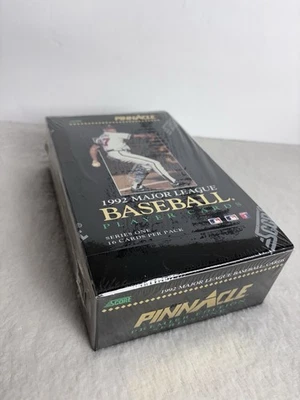 PINNACLE
1992 MAJOR LEAGUE
BASEBALL
PLAYER CARDS
SERIES ONE
16 CARDS PER PACK
SCORE
1992 MAJOR LEAGUE BASEBALL CARDS
SCORE
PINNACLE